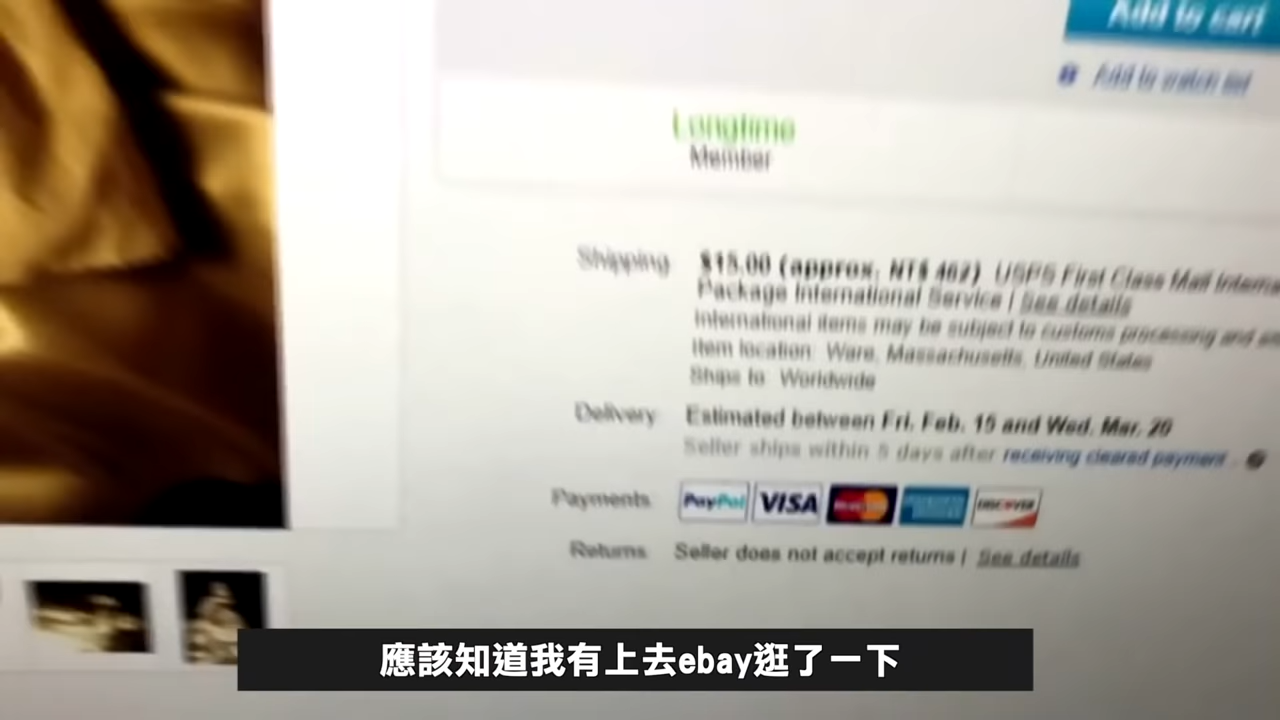 Add to cart
Add to watch list
Longtime
Member
Shipping $15.00 (approx. NT$ 462) USPS First Class Mail
Package International Service | See details
International items may be subject to customs processing and
Item location: Ware, Massachusetts, United States
Ships to: Worldwide
Delivery Estimated between Fri. Feb. 15 and Wed. Mar. 20
Seller ships within 5 days after receiving cleared payment.
Payments PayPal VISA MasterCard DISCOVER
Returns Seller does not accept returns | See details
應該知道我有上去ebay逛了一下